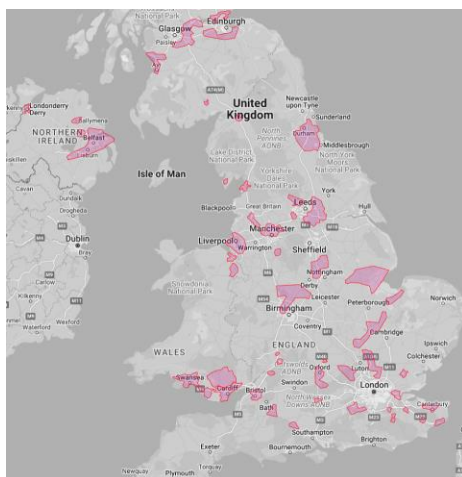 National Park
Edinburgh
Glasgow
Paisley
A74(M)
Newcastle
upon Tyne
Londonderry
Derry
Ballymena
United
Kingdom
Sunderland
NORTHERN
IRELAND
Belfast
Lisburn
North
Pennines
AONB
Durham
Middlesbrough
Lake District
National Park
North York
Moors National
Park
Cavan
Dundalk
Isle of Man
Yorkshire
Dales
National Park
York
Drogheda
Blackpool
Great Britain
Leeds
Hull
Dublin
Bray
Manchester
Liverpool
Warrington
Sheffield
Snowdonia
National Park
Nottingham
Derby
Kilkenny
Carlow
Leicester
Peterborough
Norwich
Waterford
Wexford
Birmingham
Coventry
Cambridge
WALES
ENGLAND
Ipswich
Colchester
Oxford
Luton
Swansea
Cardiff
Bristol
Swindon
London
Bath
Canterbury
Southampton
Exeter
Bournemouth
Brighton
Newquay
Torquay
Plymouth